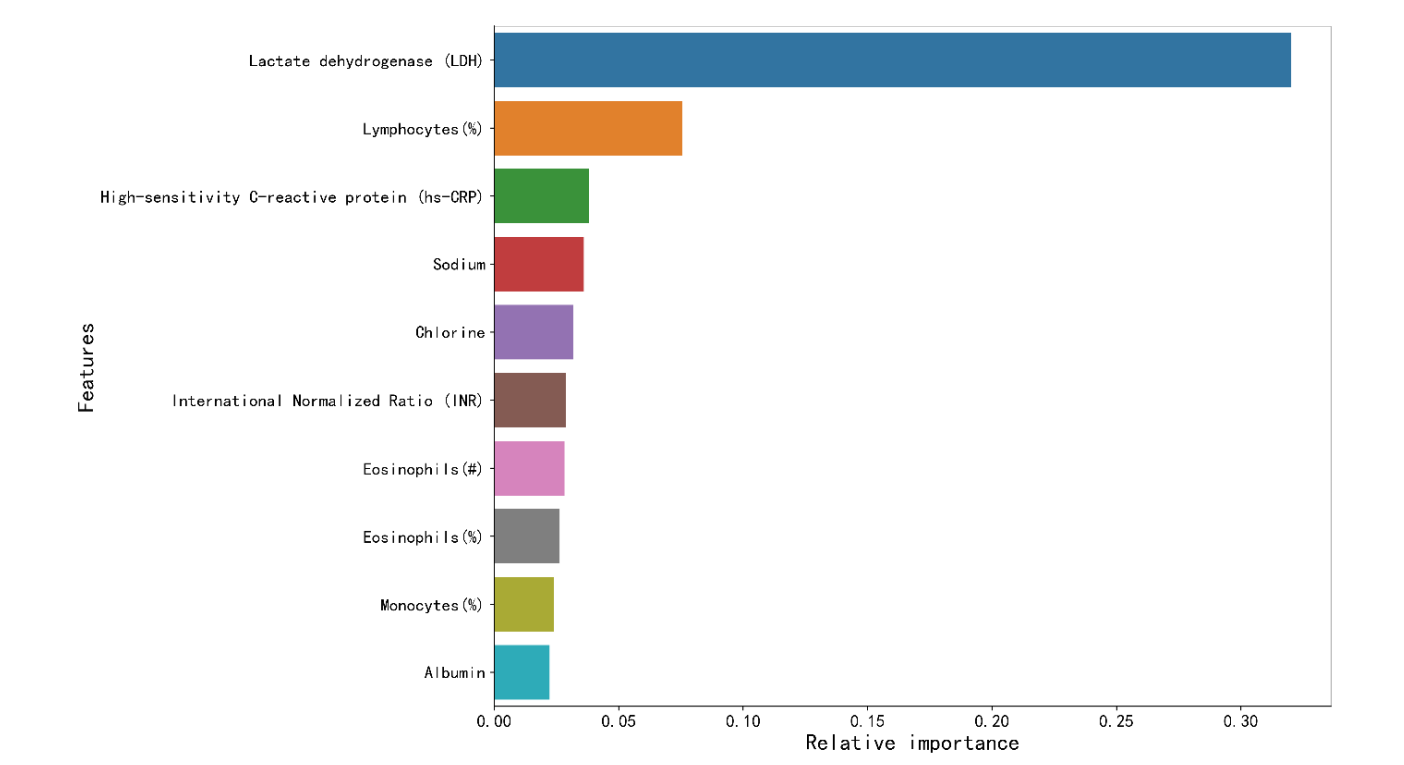 Lactate dehydrogenase (LDH)
Lymphocytes(%)
High-sensitivity C-reactive protein (hs-CRP)
Sodium
Chlorine
International Normalized Ratio (INR)
Eosinophils(#)
Eosinophils(%)
Monocytes(%)
Albumin
Features
0.00 0.05 0.10 0.15 0.20 0.25 0.30
Relative importance